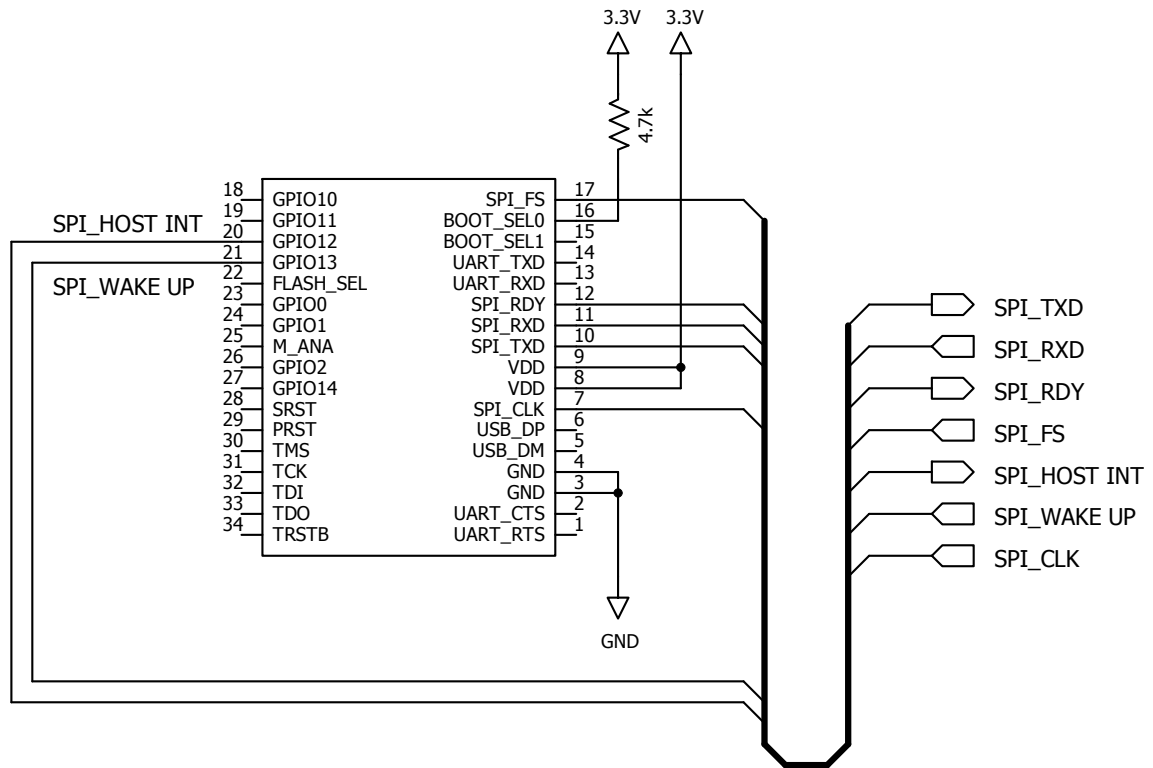 3.3V 3.3V
4.7k
18 GPIO10 SPI_FS 17
19 GPIO11 BOOT_SEL0 16
SPI_HOST INT
20 GPIO12 BOOT_SEL1 15
21 GPIO13 UART_TXD 14
SPI_WAKE UP
22 FLASH_SEL UART_RXD 13
23 GPIO0 SPI_RDY 12
24 GPIO1 SPI_RXD 11
25 M_ANA SPI_TXD 10
26 GPIO2 VDD 9
27 GPIO14 VDD 8
28 SRST SPI_CLK 7
29 PRST USB_DP 6
30 TMS USB_DM 5
31 TCK GND 4
32 TDI GND 3
33 TDO UART_CTS 2
34 TRSTB UART_RTS 1
GND
SPI_TXD
SPI_RXD
SPI_RDY
SPI_FS
SPI_HOST INT
SPI_WAKE UP
SPI_CLK